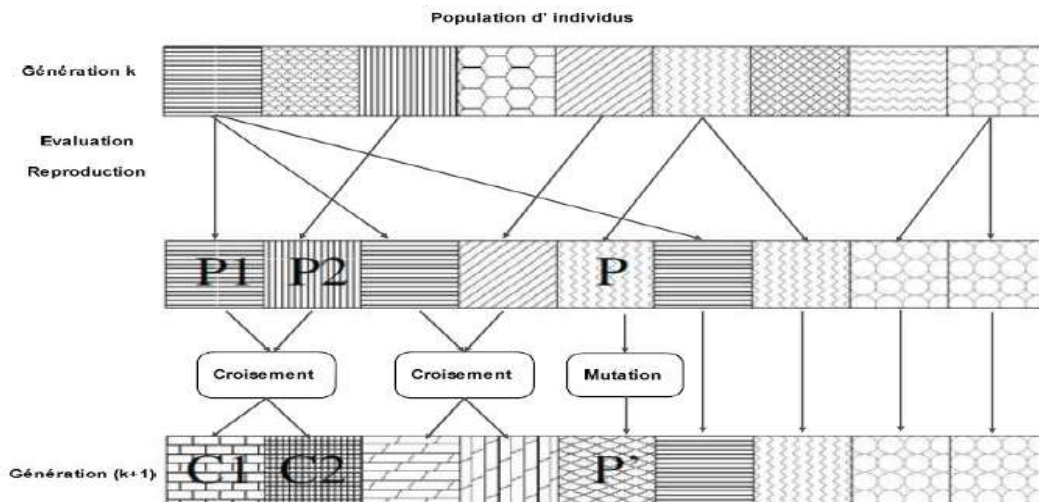 Population d' individus
Génération k
Evaluation
Reproduction
P1 P2 P
Croisement Croisement Mutation
Génération (k+1) C1 C2 P'